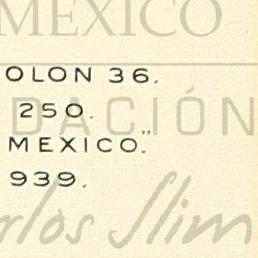 MEXICO
OLON 36.
250.
DACIÓN
MEXICO.”
939.
rlos Slim